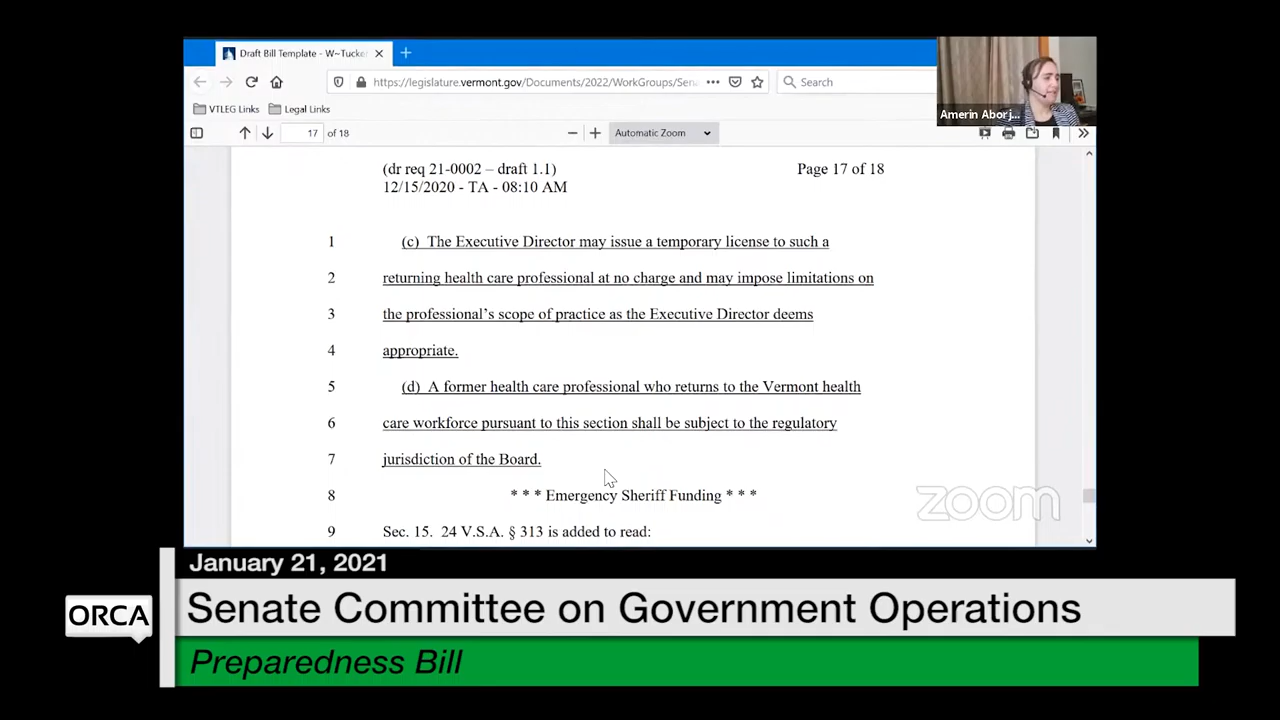 Draft Bill Template - W~Tucke
https://legislature.vermont.gov/Documents/2022/WorkGroups/Sen
Search
VTLEG Links
Legal Links
17 of 18
Automatic Zoom
Amerin Aborj...
(dr req 21-0002 – draft 1.1) Page 17 of 18
12/15/2020 - TA - 08:10 AM
1 (c) The Executive Director may issue a temporary license to such a
2 returning health care professional at no charge and may impose limitations on
3 the professional’s scope of practice as the Executive Director deems
4 appropriate.
5 (d) A former health care professional who returns to the Vermont health
6 care workforce pursuant to this section shall be subject to the regulatory
7 jurisdiction of the Board.
8 * * * Emergency Sheriff Funding * * *
9 Sec. 15. 24 V.S.A. § 313 is added to read:
zoom
January 21, 2021
ORCA
Senate Committee on Government Operations
Preparedness Bill